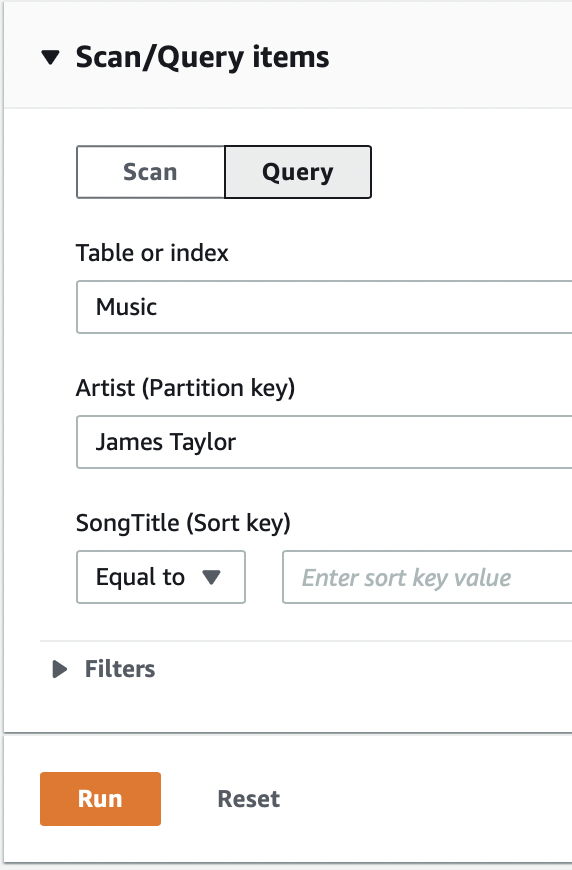 Scan/Query items
Scan Query
Table or index
Music
Artist (Partition key)
James Taylor
SongTitle (Sort key)
Equal to Enter sort key value
Filters
Run Reset